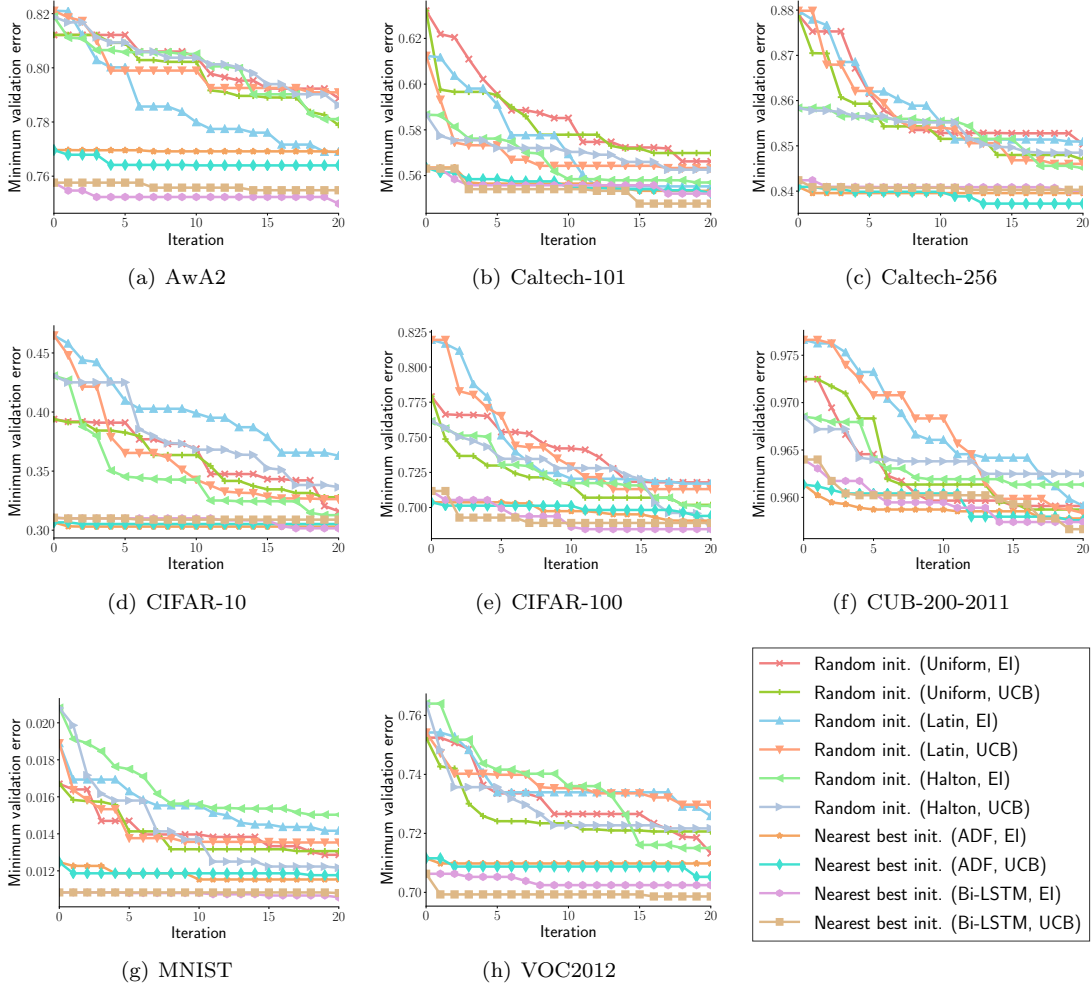 0.82
0.80
0.78
0.76
Minimum validation error
0 5 10 15 20
Iteration
(a) AwA2
0.62
0.60
0.58
0.56
Minimum validation error
0 5 10 15 20
Iteration
(b) Caltech-101
0.88
0.87
0.86
0.85
0.84
Minimum validation error
0 5 10 15 20
Iteration
(c) Caltech-256
0.45
0.40
0.35
0.30
Minimum validation error
0 5 10 15 20
Iteration
(d) CIFAR-10
0.825
0.800
0.775
0.750
0.725
0.700
Minimum validation error
0 5 10 15 20
Iteration
(e) CIFAR-100
0.975
0.970
0.965
0.960
Minimum validation error
0 5 10 15 20
Iteration
(f) CUB-200-2011
0.020
0.018
0.016
0.014
0.012
Minimum validation error
0 5 10 15 20
Iteration
(g) MNIST
0.76
0.74
0.72
0.70
Minimum validation error
0 5 10 15 20
Iteration
(h) VOC2012
Random init. (Uniform, EI)
Random init. (Uniform, UCB)
Random init. (Latin, EI)
Random init. (Latin, UCB)
Random init. (Halton, EI)
Random init. (Halton, UCB)
Nearest best init. (ADF, EI)
Nearest best init. (ADF, UCB)
Nearest best init. (Bi-LSTM, EI)
Nearest best init. (Bi-LSTM, UCB)